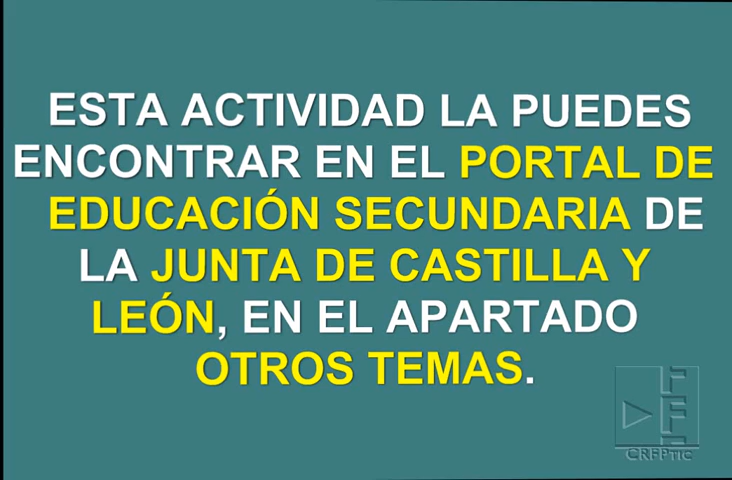 ESTA ACTIVIDAD LA PUEDES
ENCONTRAR EN EL PORTAL DE
EDUCACIÓN SECUNDARIA DE
LA JUNTA DE CASTILLA Y
LEÓN, EN EL APARTADO
OTROS TEMAS.
CRFPTIC